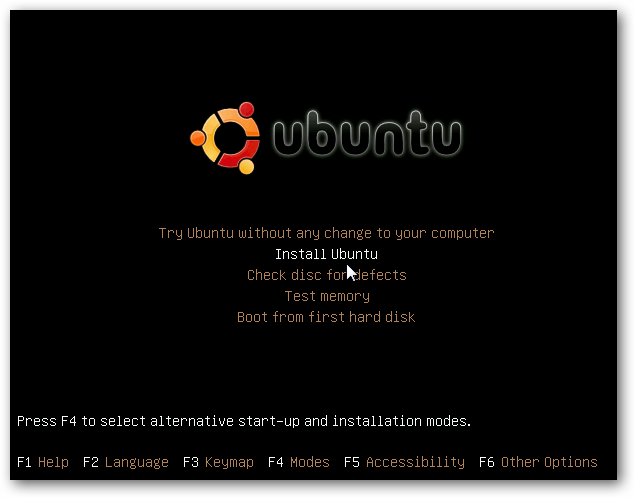 ubuntu
Try Ubuntu without any change to your computer
Install Ubuntu
Check disc for defects
Test memory
Boot from first hard disk
Press F4 to select alternative start-up and installation modes.
F1 Help F2 Language F3 Keymap F4 Modes F5 Accessibility F6 Other Options